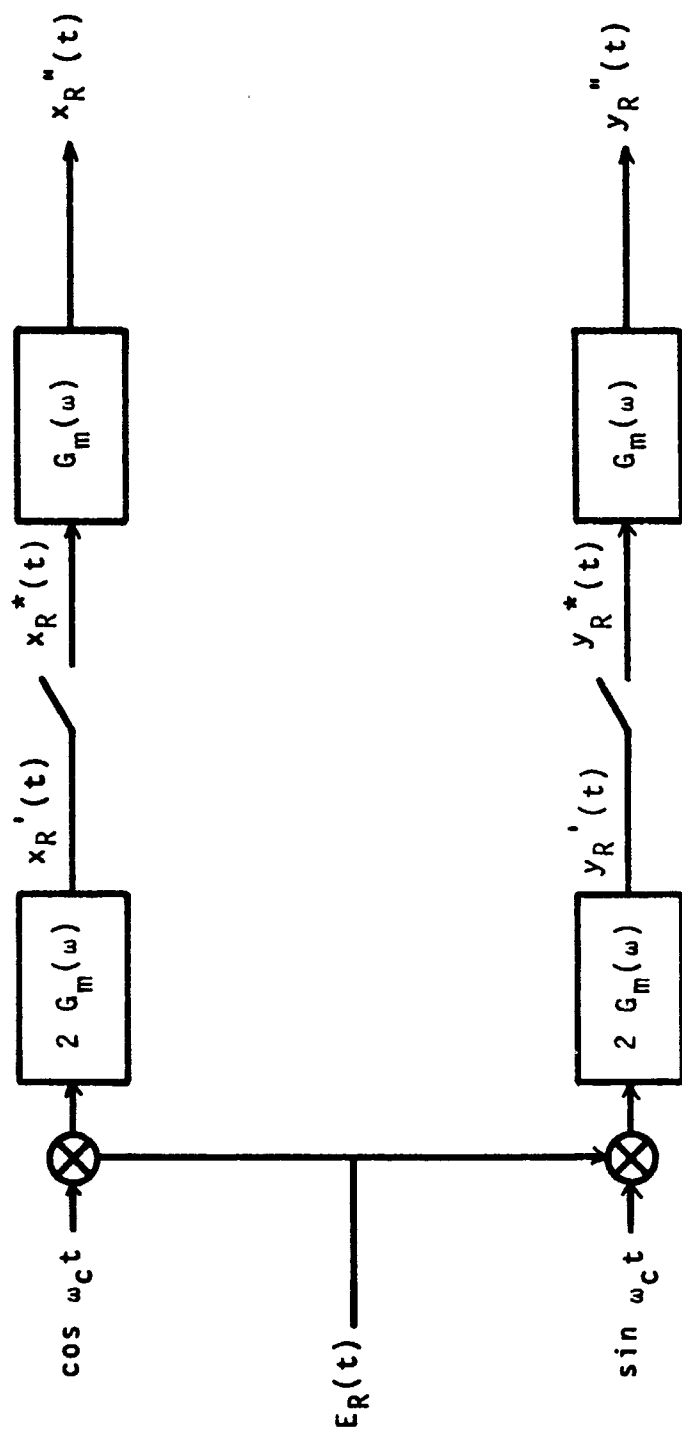 cos ω_c t
2 G_m(ω)
x_R'(t)
x_R*(t)
G_m(ω)
x_R"(t)
E_R(t)
sin ω_c t
2 G_m(ω)
y_R'(t)
y_R*(t)
G_m(ω)
y_R"(t)